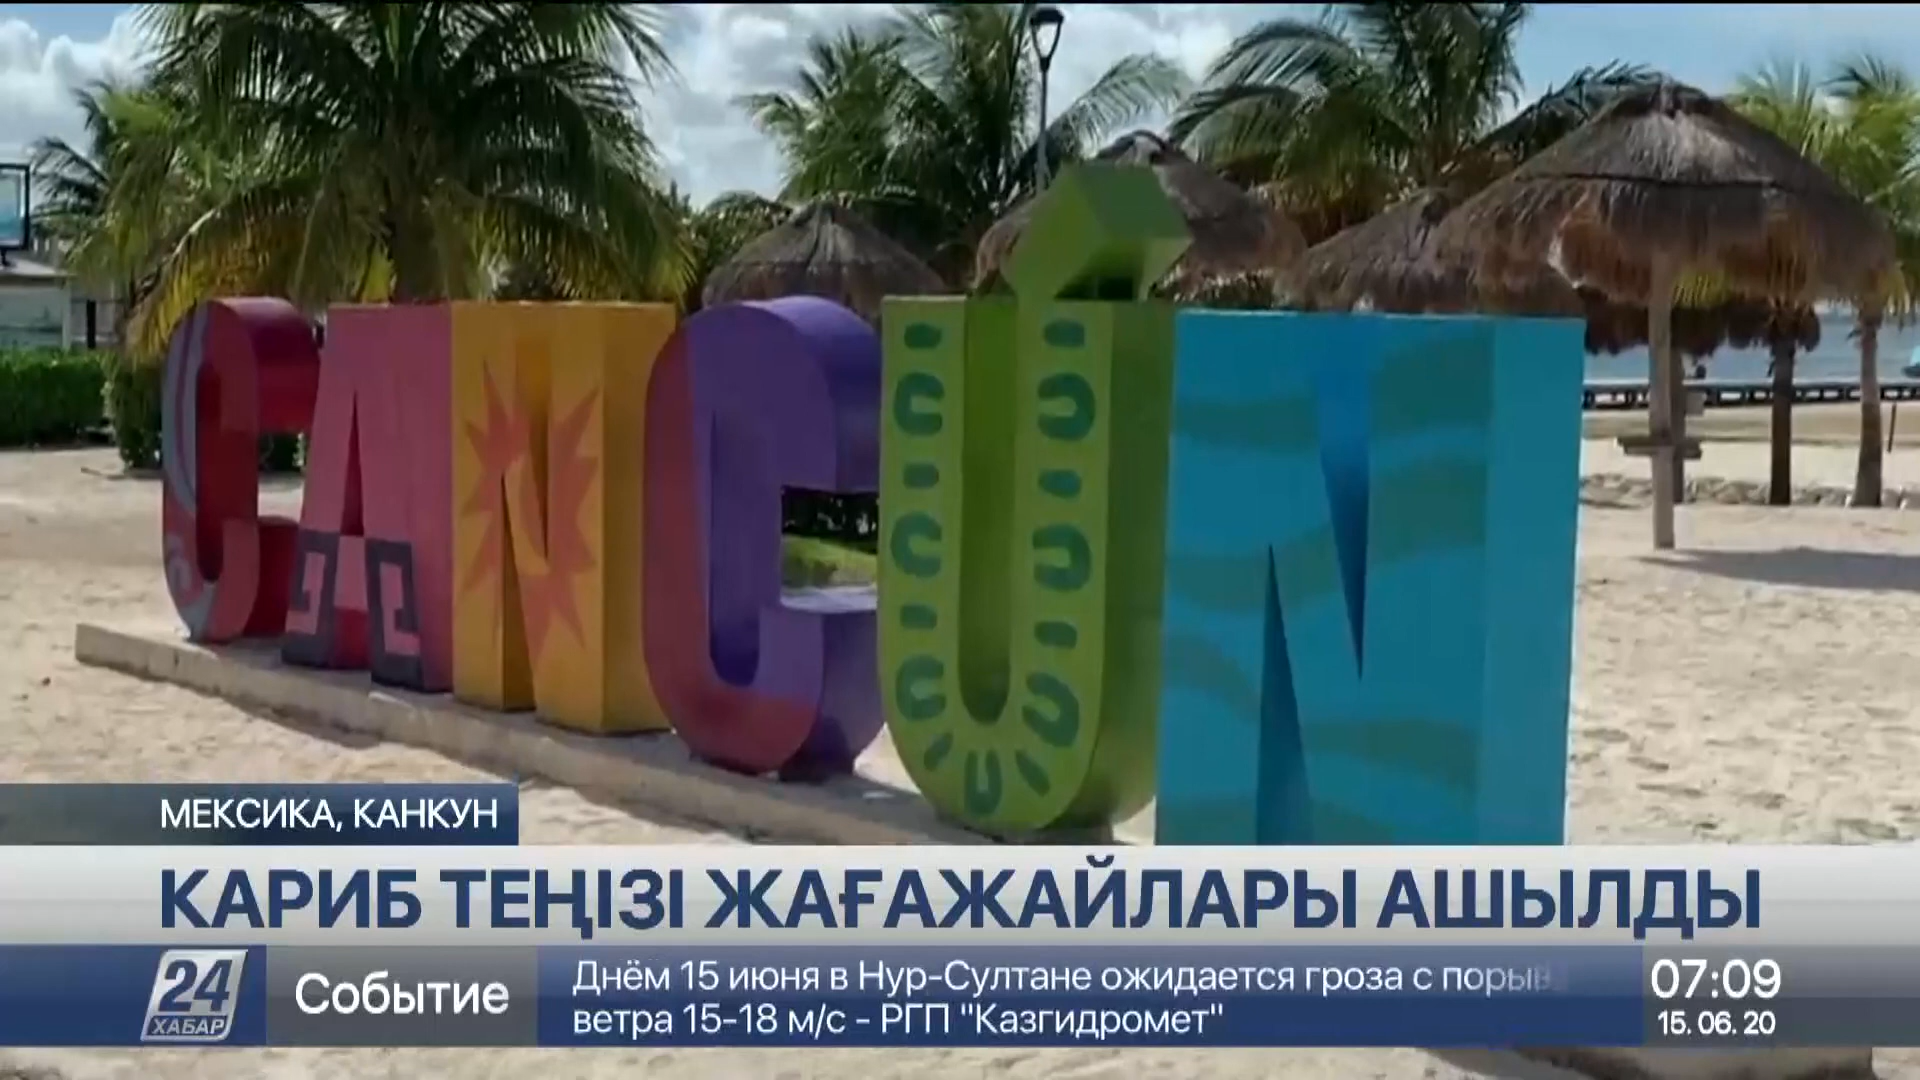 CANCÚN
МЕКСИКА, КАНКУН
КАРИБ ТЕҢІЗІ ЖАҒАЖАЙЛАРЫ АШЫЛДЫ
24
ХАБАР
Событие
Днём 15 июня в Нур-Султане ожидается гроза с порыв
ветра 15-18 м/с - РГП "Казгидромет"
07:09
15. 06. 20